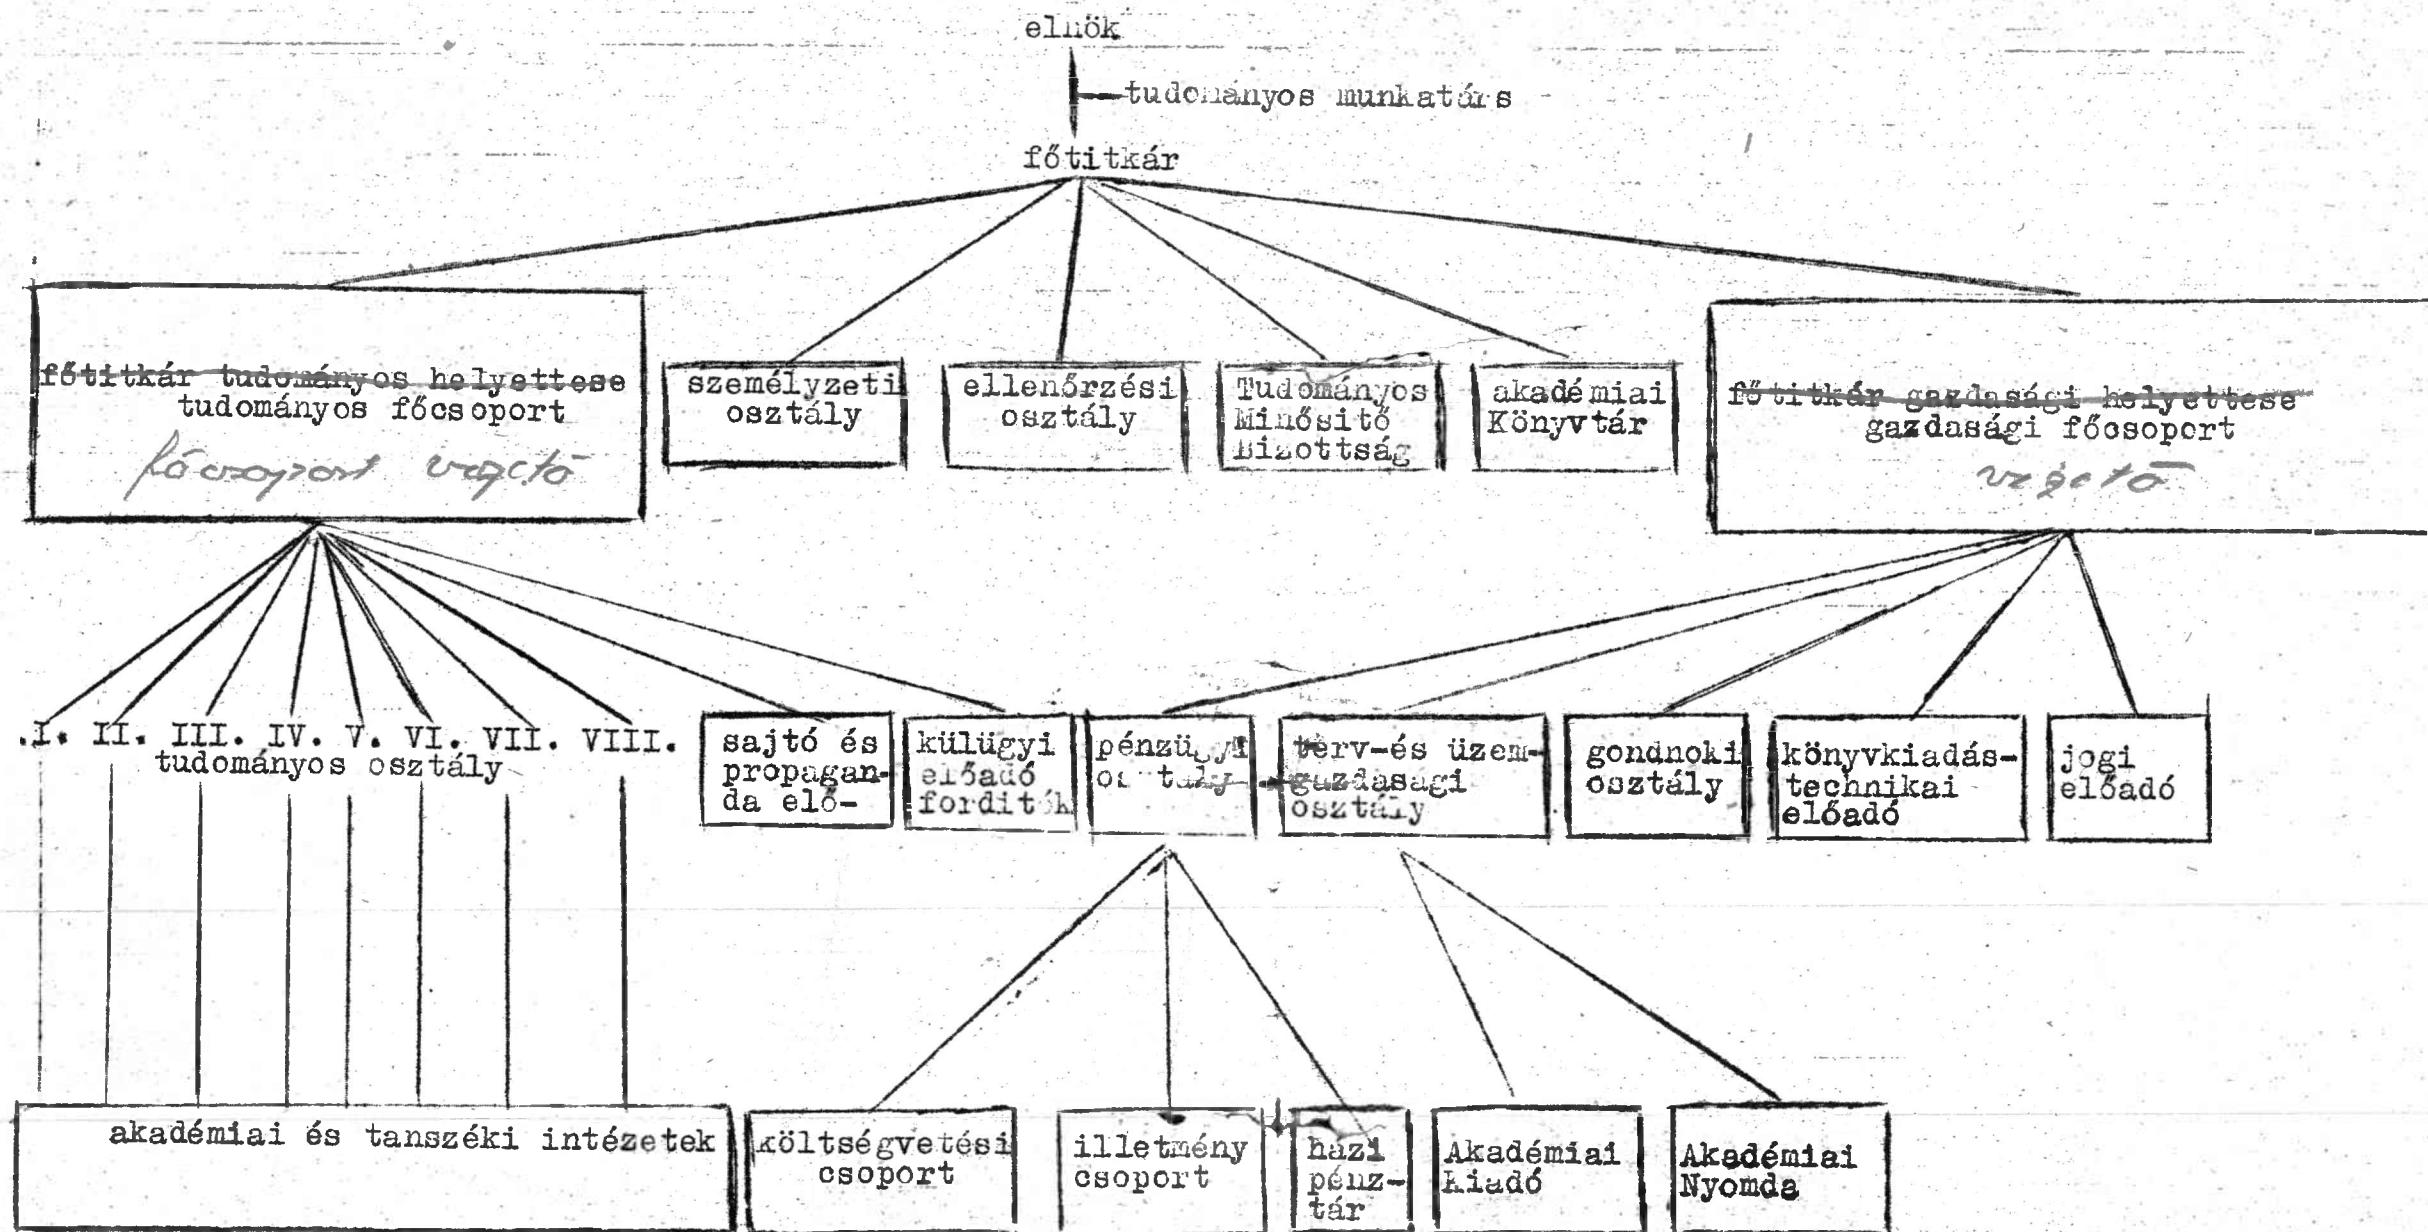 elnök
tudományos munkatárs
főtitkár
főtitkár tudományos helyettese
tudományos főcsoport
főcsoport vezető
személyzeti
osztály
ellenőrzési
osztály
Tudományos
Minősitő
Bizottság
akadémiai
Könyvtár
főtitkár gazdasági helyettese
gazdasági főcsoport
vezető
.I. II. III. IV. V. VI. VII. VIII.
tudományos osztály
sajtó és
propagan-
da elő-
külügyi
előadó
forditók
pénzügyi
osztály
terv-és üzem-
gazdasagi
osztály
gondnoki
osztály
könyvkiadás-
technikai
előadó
jogi
előadó
akadémiai és tanszéki intézetek
költségvetési
csoport
illetmény
csoport
házi
pénz-
tár
Akadémiai
Kiadó
Akadémiai
Nyomda